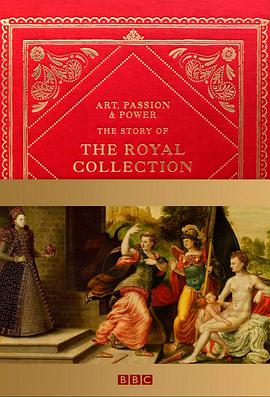 ART, PASSION
& POWER
THE STORY OF
THE ROYAL
COLLECTION
BBC